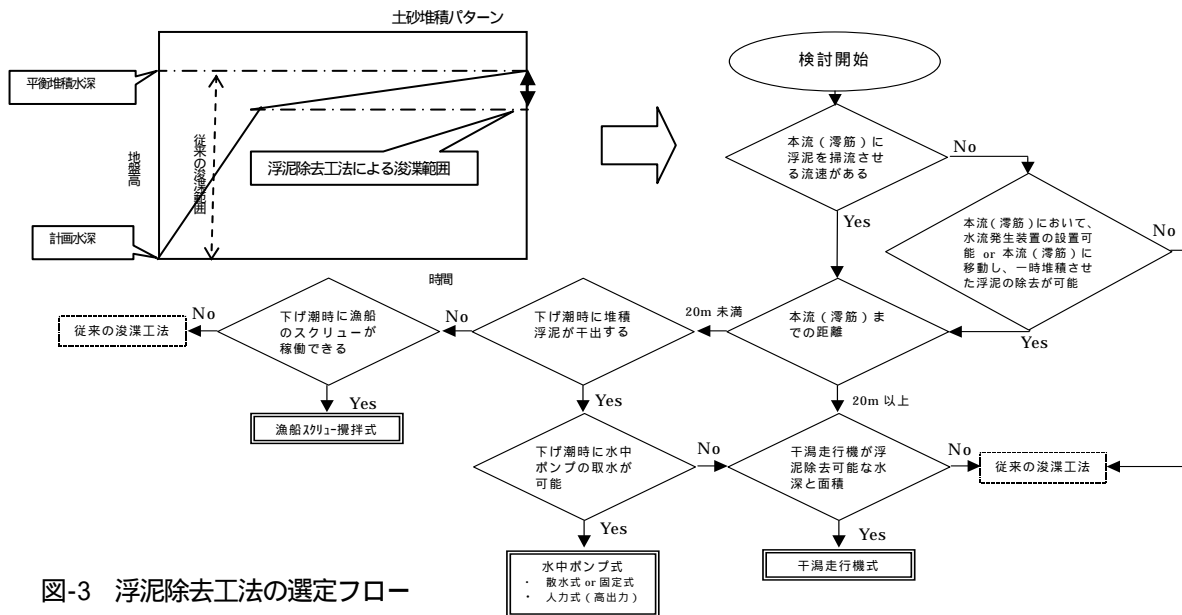 土砂堆積パターン
平衡堆積水深
地盤高
従来の浚渫範囲
浮泥除去工法による浚渫範囲
計画水深
時間
検討開始
本流(澪筋)に
浮泥を掃流させ
る流速がある
No
Yes
本流(澪筋)において、
水流発生装置の設置可
能 or 本流(澪筋)に
移動し、一時堆積させ
た浮泥の除去が可能
No
Yes
本流(澪筋)ま
での距離
20m 未満
20m 以上
下げ潮時に堆積
浮泥が干出する
No
Yes
下げ潮時に漁船
のスクリューが
稼働できる
No
Yes
従来の浚渫工法
漁船スクリュー攪拌式
下げ潮時に水中
ポンプの取水が
可能
No
Yes
干潟走行機が浮
泥除去可能な水
深と面積
No
Yes
従来の浚渫工法
水中ポンプ式
・ 散水式 or 固定式
・ 人力式(高出力)
干潟走行機式
図-3 浮泥除去工法の選定フロー